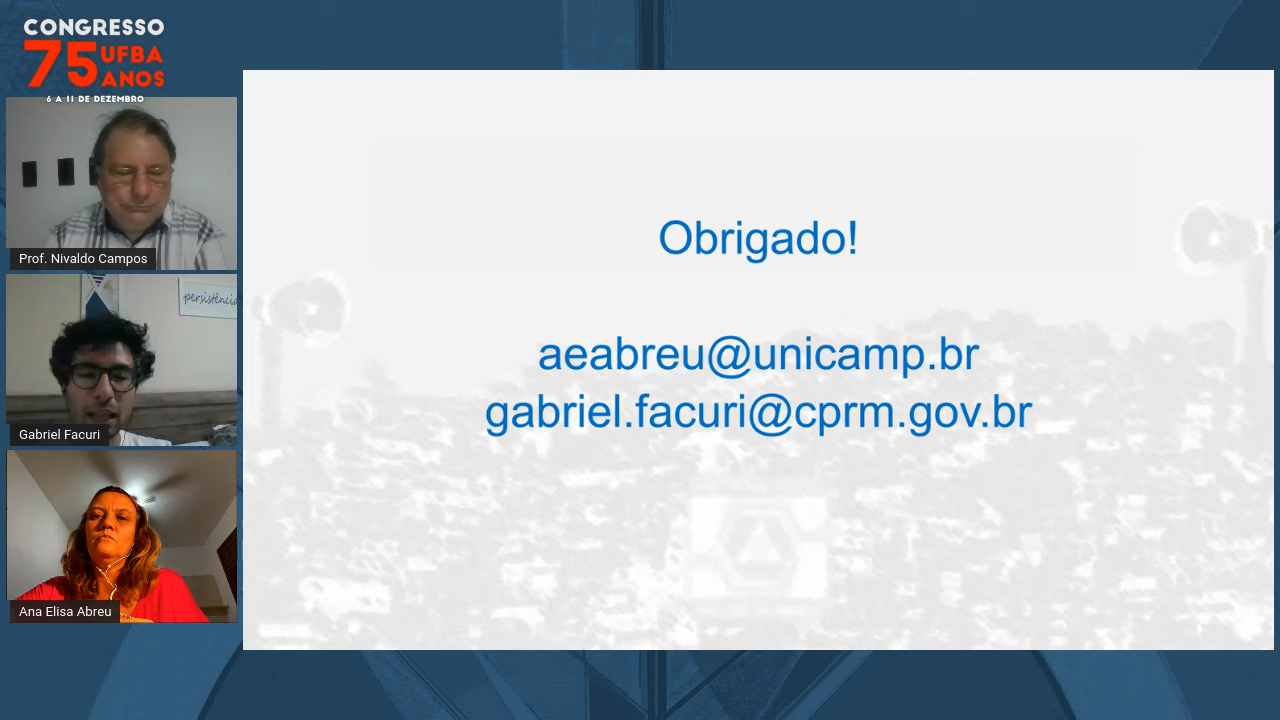 CONGRESSO
75 UFBA
ANOS
6 A 11 DE DEZEMBRO
Prof. Nivaldo Campos
persistência
Gabriel Facuri
Ana Elisa Abreu
Obrigado!
aeabreu@unicamp.br
gabriel.facuri@cprm.gov.br